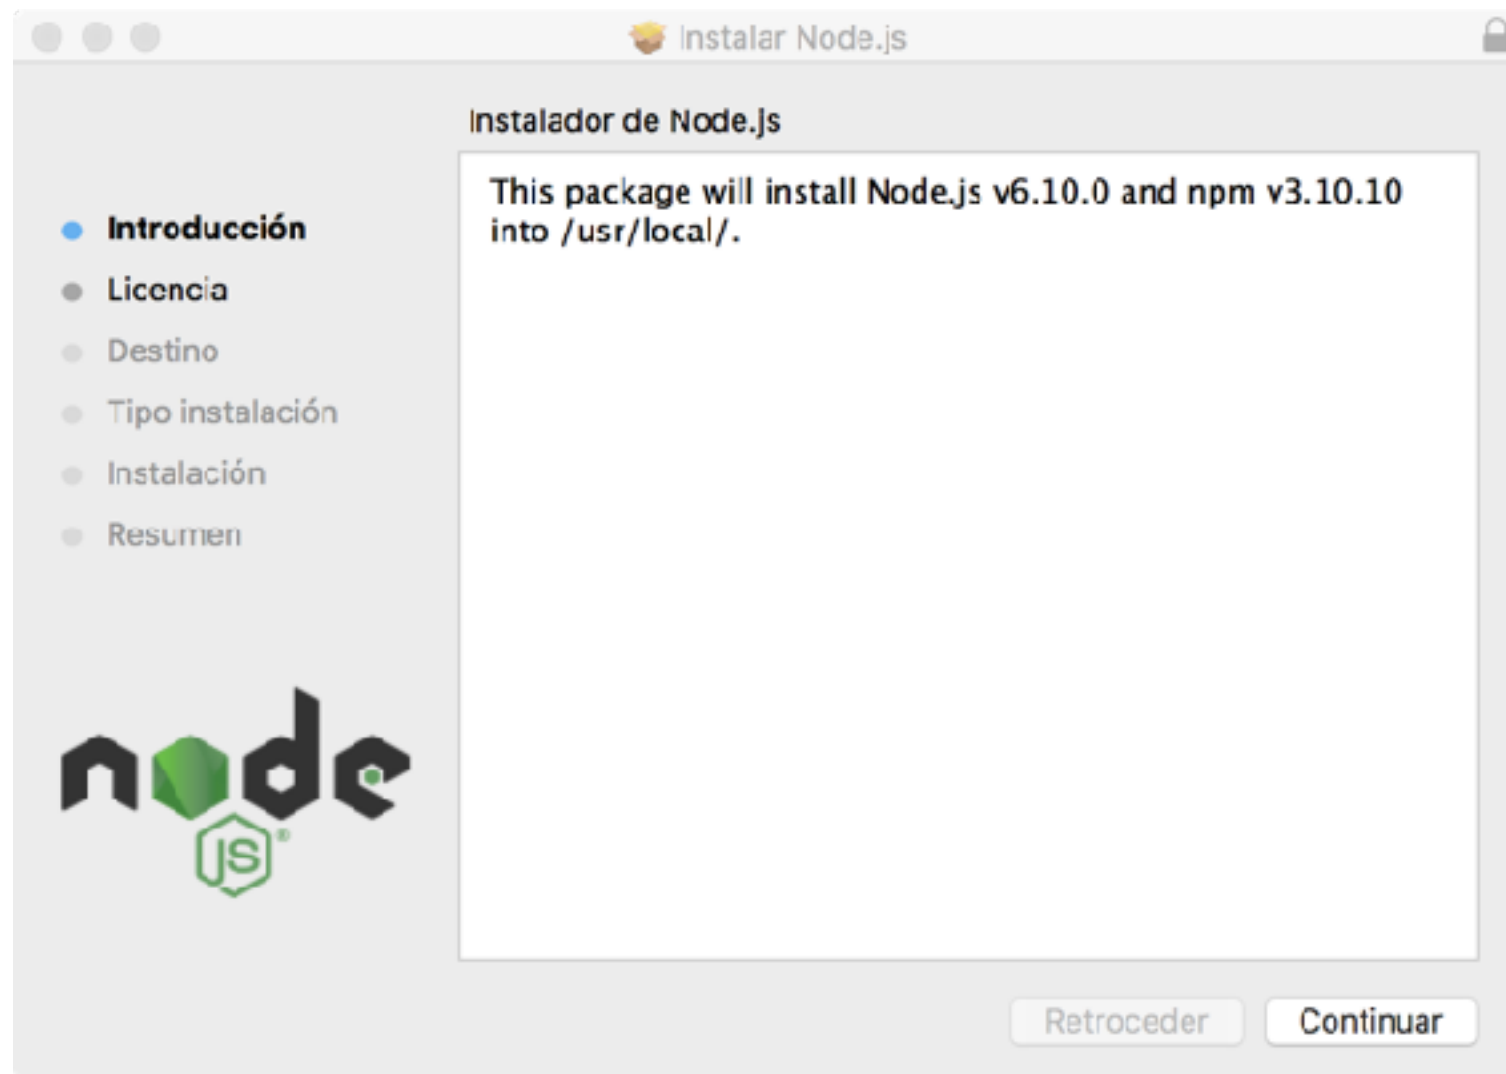 Instalar Node.js
Instalador de Node.js
Introducción
Licencia
Destino
Tipo instalación
Instalación
Resumen
This package will install Node.js v6.10.0 and npm v3.10.10
into /usr/local/.
node
JS®
Retroceder
Continuar